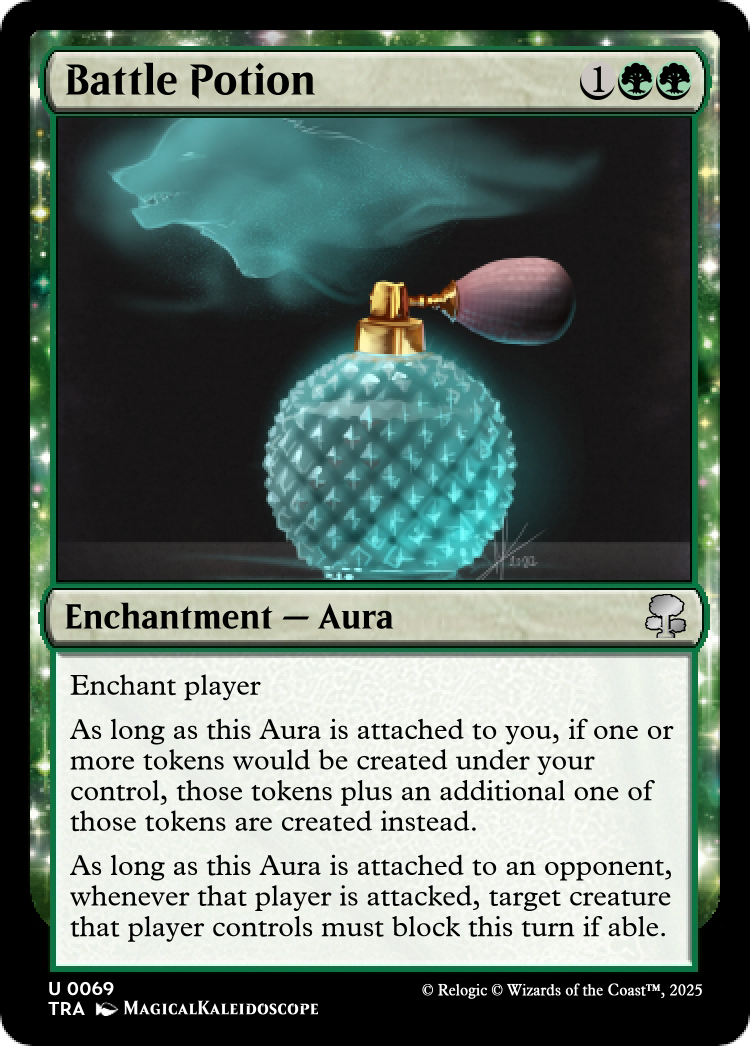 Battle Potion 1
Enchantment — Aura
Enchant player
As long as this Aura is attached to you, if one or
more tokens would be created under your
control, those tokens plus an additional one of
those tokens are created instead.
As long as this Aura is attached to an opponent,
whenever that player is attacked, target creature
that player controls must block this turn if able.
U 0069
TRA MagicalKaleidoscope
© Relogic © Wizards of the Coast™, 2025